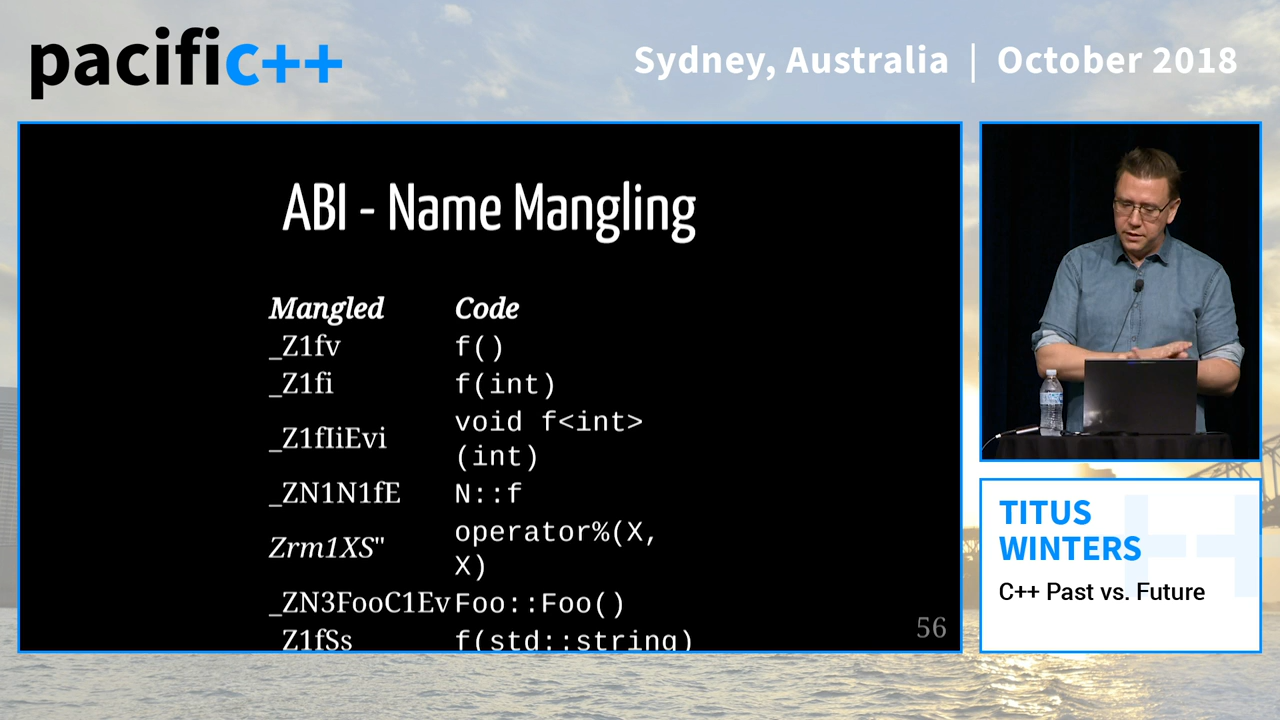 pacific++
Sydney, Australia | October 2018
ABI - Name Mangling
Mangled Code
_Z1fv f()
_Z1fi f(int)
_Z1fIiEvi void f<int>
(int)
_ZN1N1fE N::f
Zrm1XS" operator%(X,
X)
_ZN3FooC1Ev Foo::Foo()
_Z1fSs f(std::string)
56
TITUS
WINTERS
C++ Past vs. Future